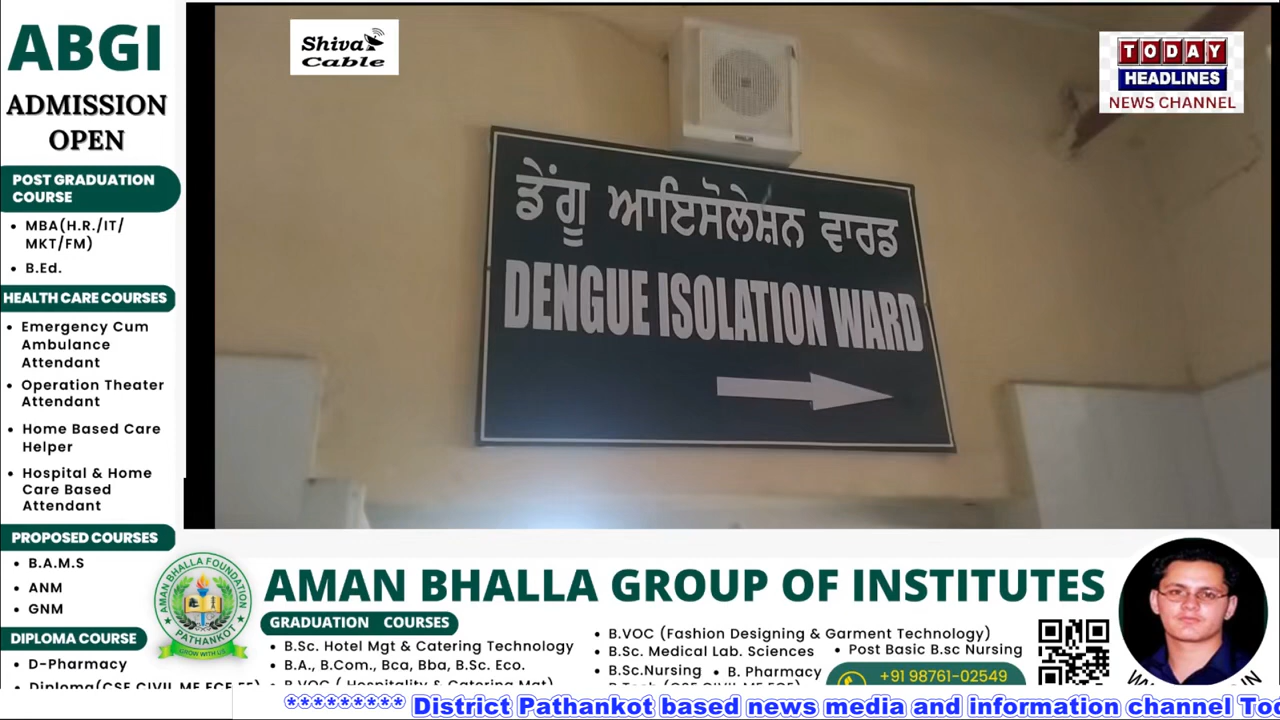 ABGI
ADMISSION
OPEN
POST GRADUATION
COURSE
• MBA(H.R./IT/
MKT/FM)
• B.Ed.
HEALTH CARE COURSES
• Emergency Cum
Ambulance
Attendant
• Operation Theater
Attendant
• Home Based Care
Helper
• Hospital & Home
Care Based
Attendant
PROPOSED COURSES
• B.A.M.S
• ANM
• GNM
DIPLOMA COURSE
• D-Pharmacy
Shiva
Cable
TODAY
HEADLINES
NEWS CHANNEL
ਡੇਂਗੂ ਆਇਸੋਲੇਸ਼ਨ ਵਾਰਡ
DENGUE ISOLATION WARD
AMAN BHALLA FOUNDATION
PATHANKOT
GROW WITH US
AMAN BHALLA GROUP OF INSTITUTES
GRADUATION COURSES
• B.Sc. Hotel Mgt & Catering Technology
• B.A., B.Com., Bca, Bba, B.Sc. Eco.
• B.VOC (Fashion Designing & Garment Technology)
• B.Sc. Medical Lab. Sciences • Post Basic B.sc Nursing
• B.Sc.Nursing • B. Pharmacy
+91 98761-02549
********* District Pathankot based news media and information channel